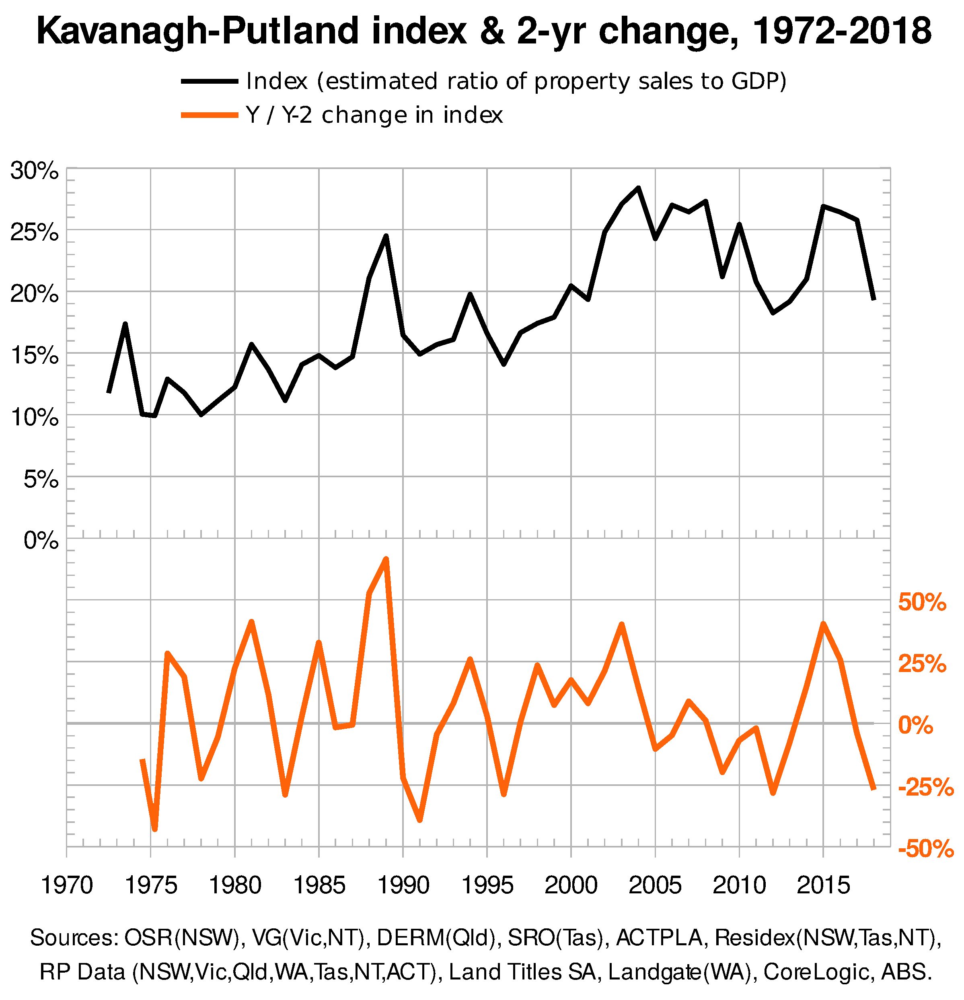 Kavanagh-Putland index & 2-yr change, 1972-2018
Index (estimated ratio of property sales to GDP)
Y / Y-2 change in index
30%
25%
20%
15%
10%
5%
0%
50%
25%
0%
-25%
-50%
1970 1975 1980 1985 1990 1995 2000 2005 2010 2015
Sources: OSR(NSW), VG(Vic,NT), DERM(Qld), SRO(Tas), ACTPLA, Residex(NSW,Tas,NT),
RP Data (NSW,Vic,Qld,WA,Tas,NT,ACT), Land Titles SA, Landgate(WA), CoreLogic, ABS.